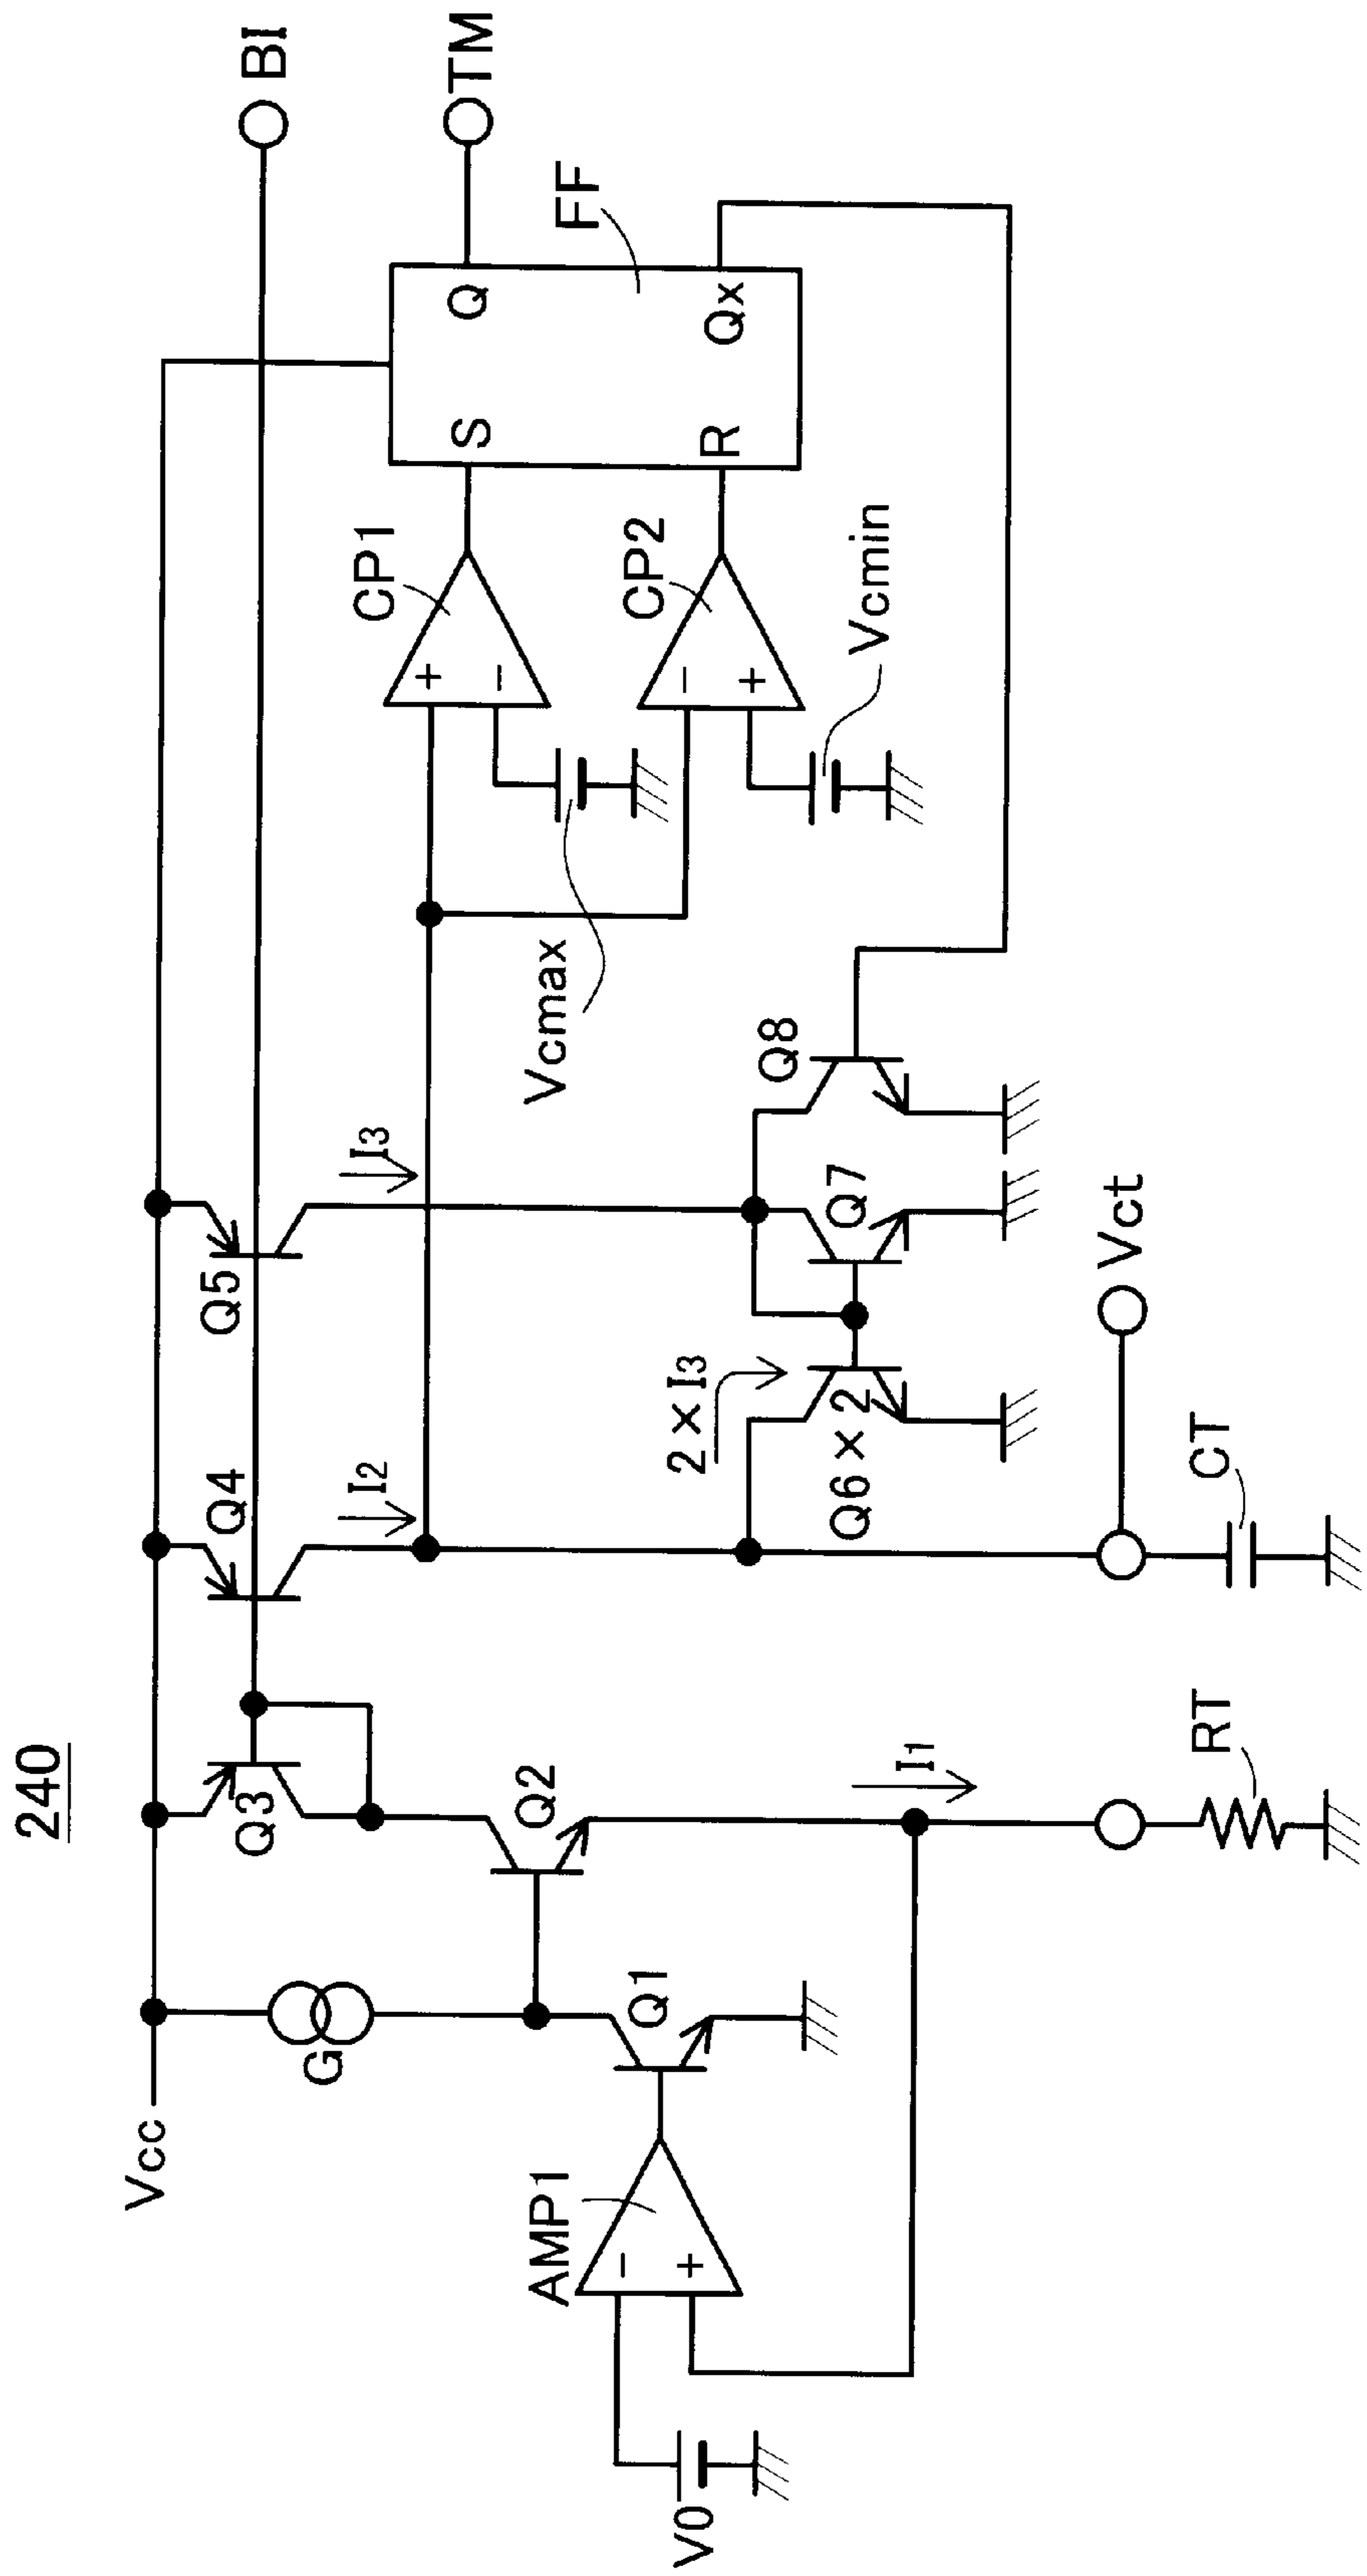 240
Vcc
BI
G
Q3
Q4
Q5
I2
I3
Q2
Q1
AMP1
-
+
V0
I1
RT
2×I3
Q6×2
Q7
Q8
Vct
CT
Vcmax
CP1
+
-
CP2
-
+
Vcmin
S
Q
R
Qx
FF
TM